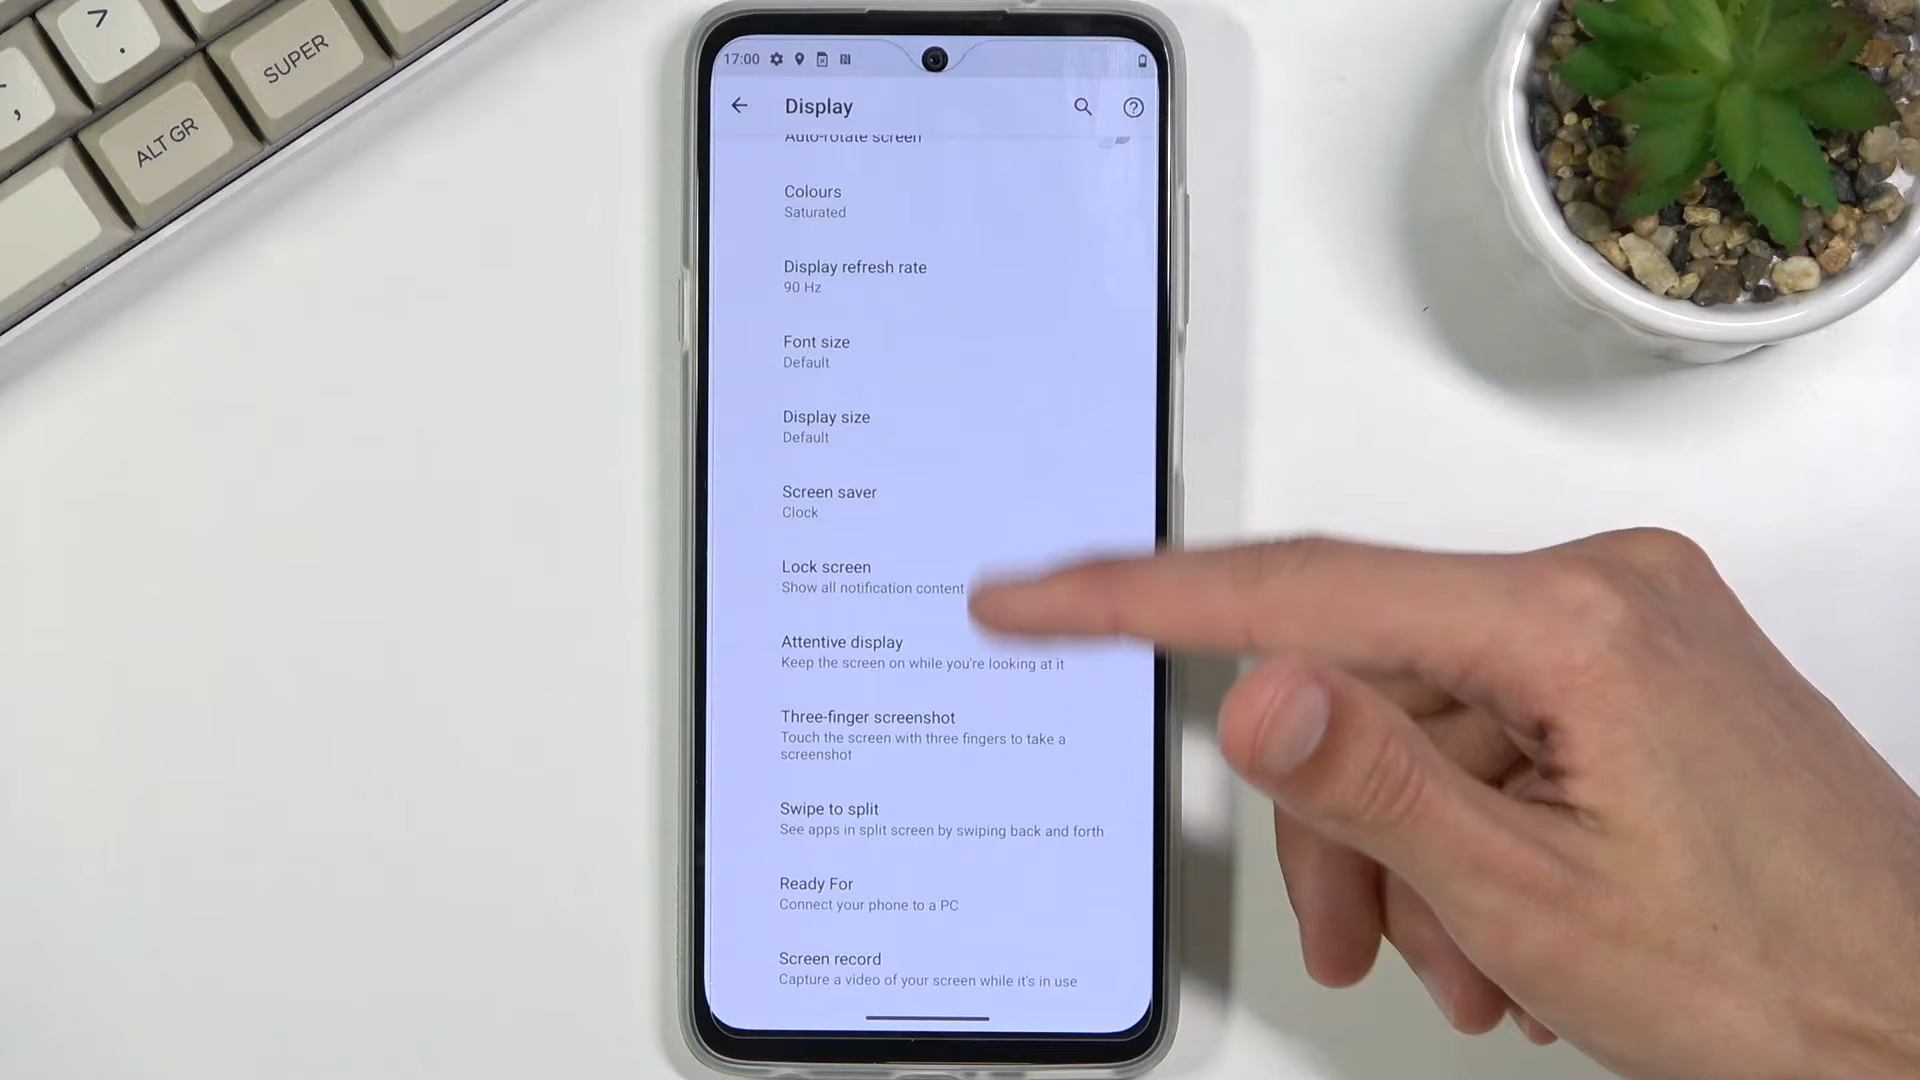 ?
.
;
,
SUPER
ALT GR
17:00
Display
Auto-rotate screen
Colours
Saturated
Display refresh rate
90 Hz
Font size
Default
Display size
Default
Screen saver
Clock
Lock screen
Show all notification content
Attentive display
Keep the screen on while you're looking at it
Three-finger screenshot
Touch the screen with three fingers to take a
screenshot
Swipe to split
See apps in split screen by swiping back and forth
Ready For
Connect your phone to a PC
Screen record
Capture a video of your screen while it's in use